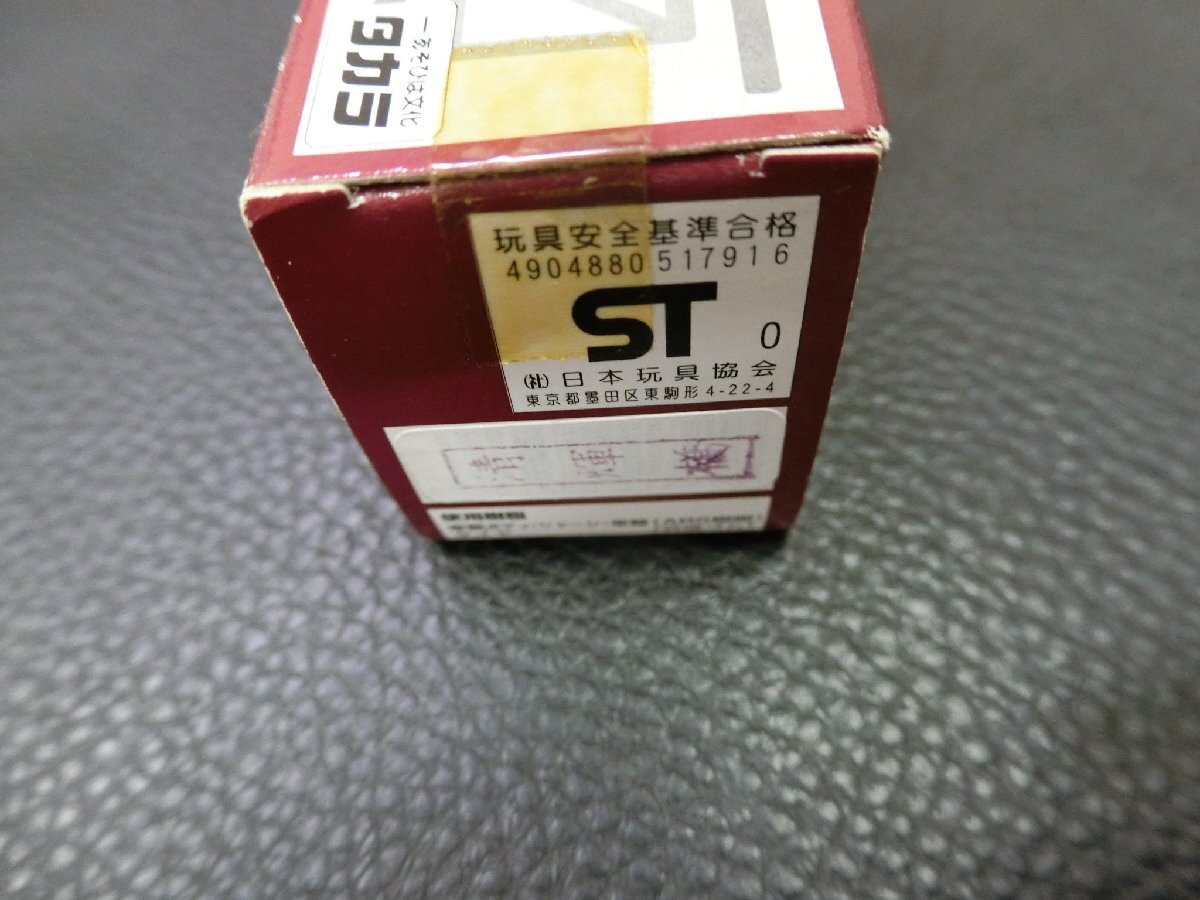 タカラ
―あそびは文化
玩具安全基準合格
4904880517916
ST 0
(社)日本玩具協会
東京都墨田区東駒形4-22-4